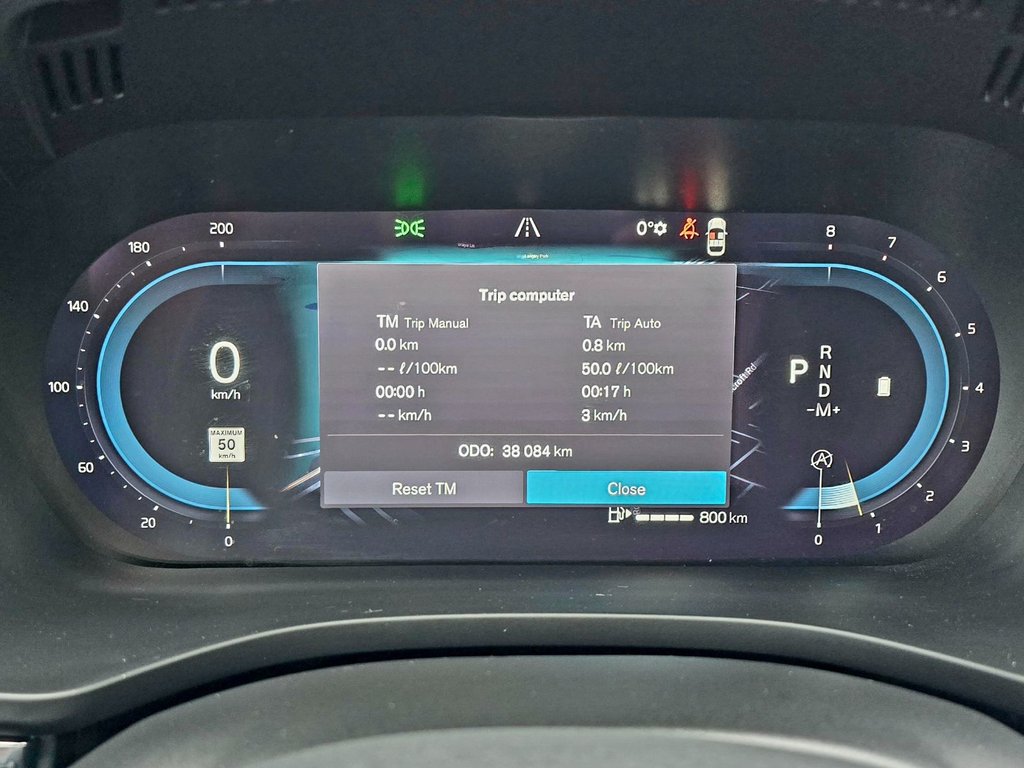 200
180
140
100
60
20
0
0°
8
7
6
5
4
3
2
1
0
0
km/h
MAXIMUM
50
km/h
Trip computer
TM Trip Manual
0.0 km
-- ℓ/100km
00:00 h
-- km/h
TA Trip Auto
0.8 km
50.0 ℓ/100km
00:17 h
3 km/h
ODO: 38 084 km
Reset TM
Close
P
R
N
D
-M+
A
800 km